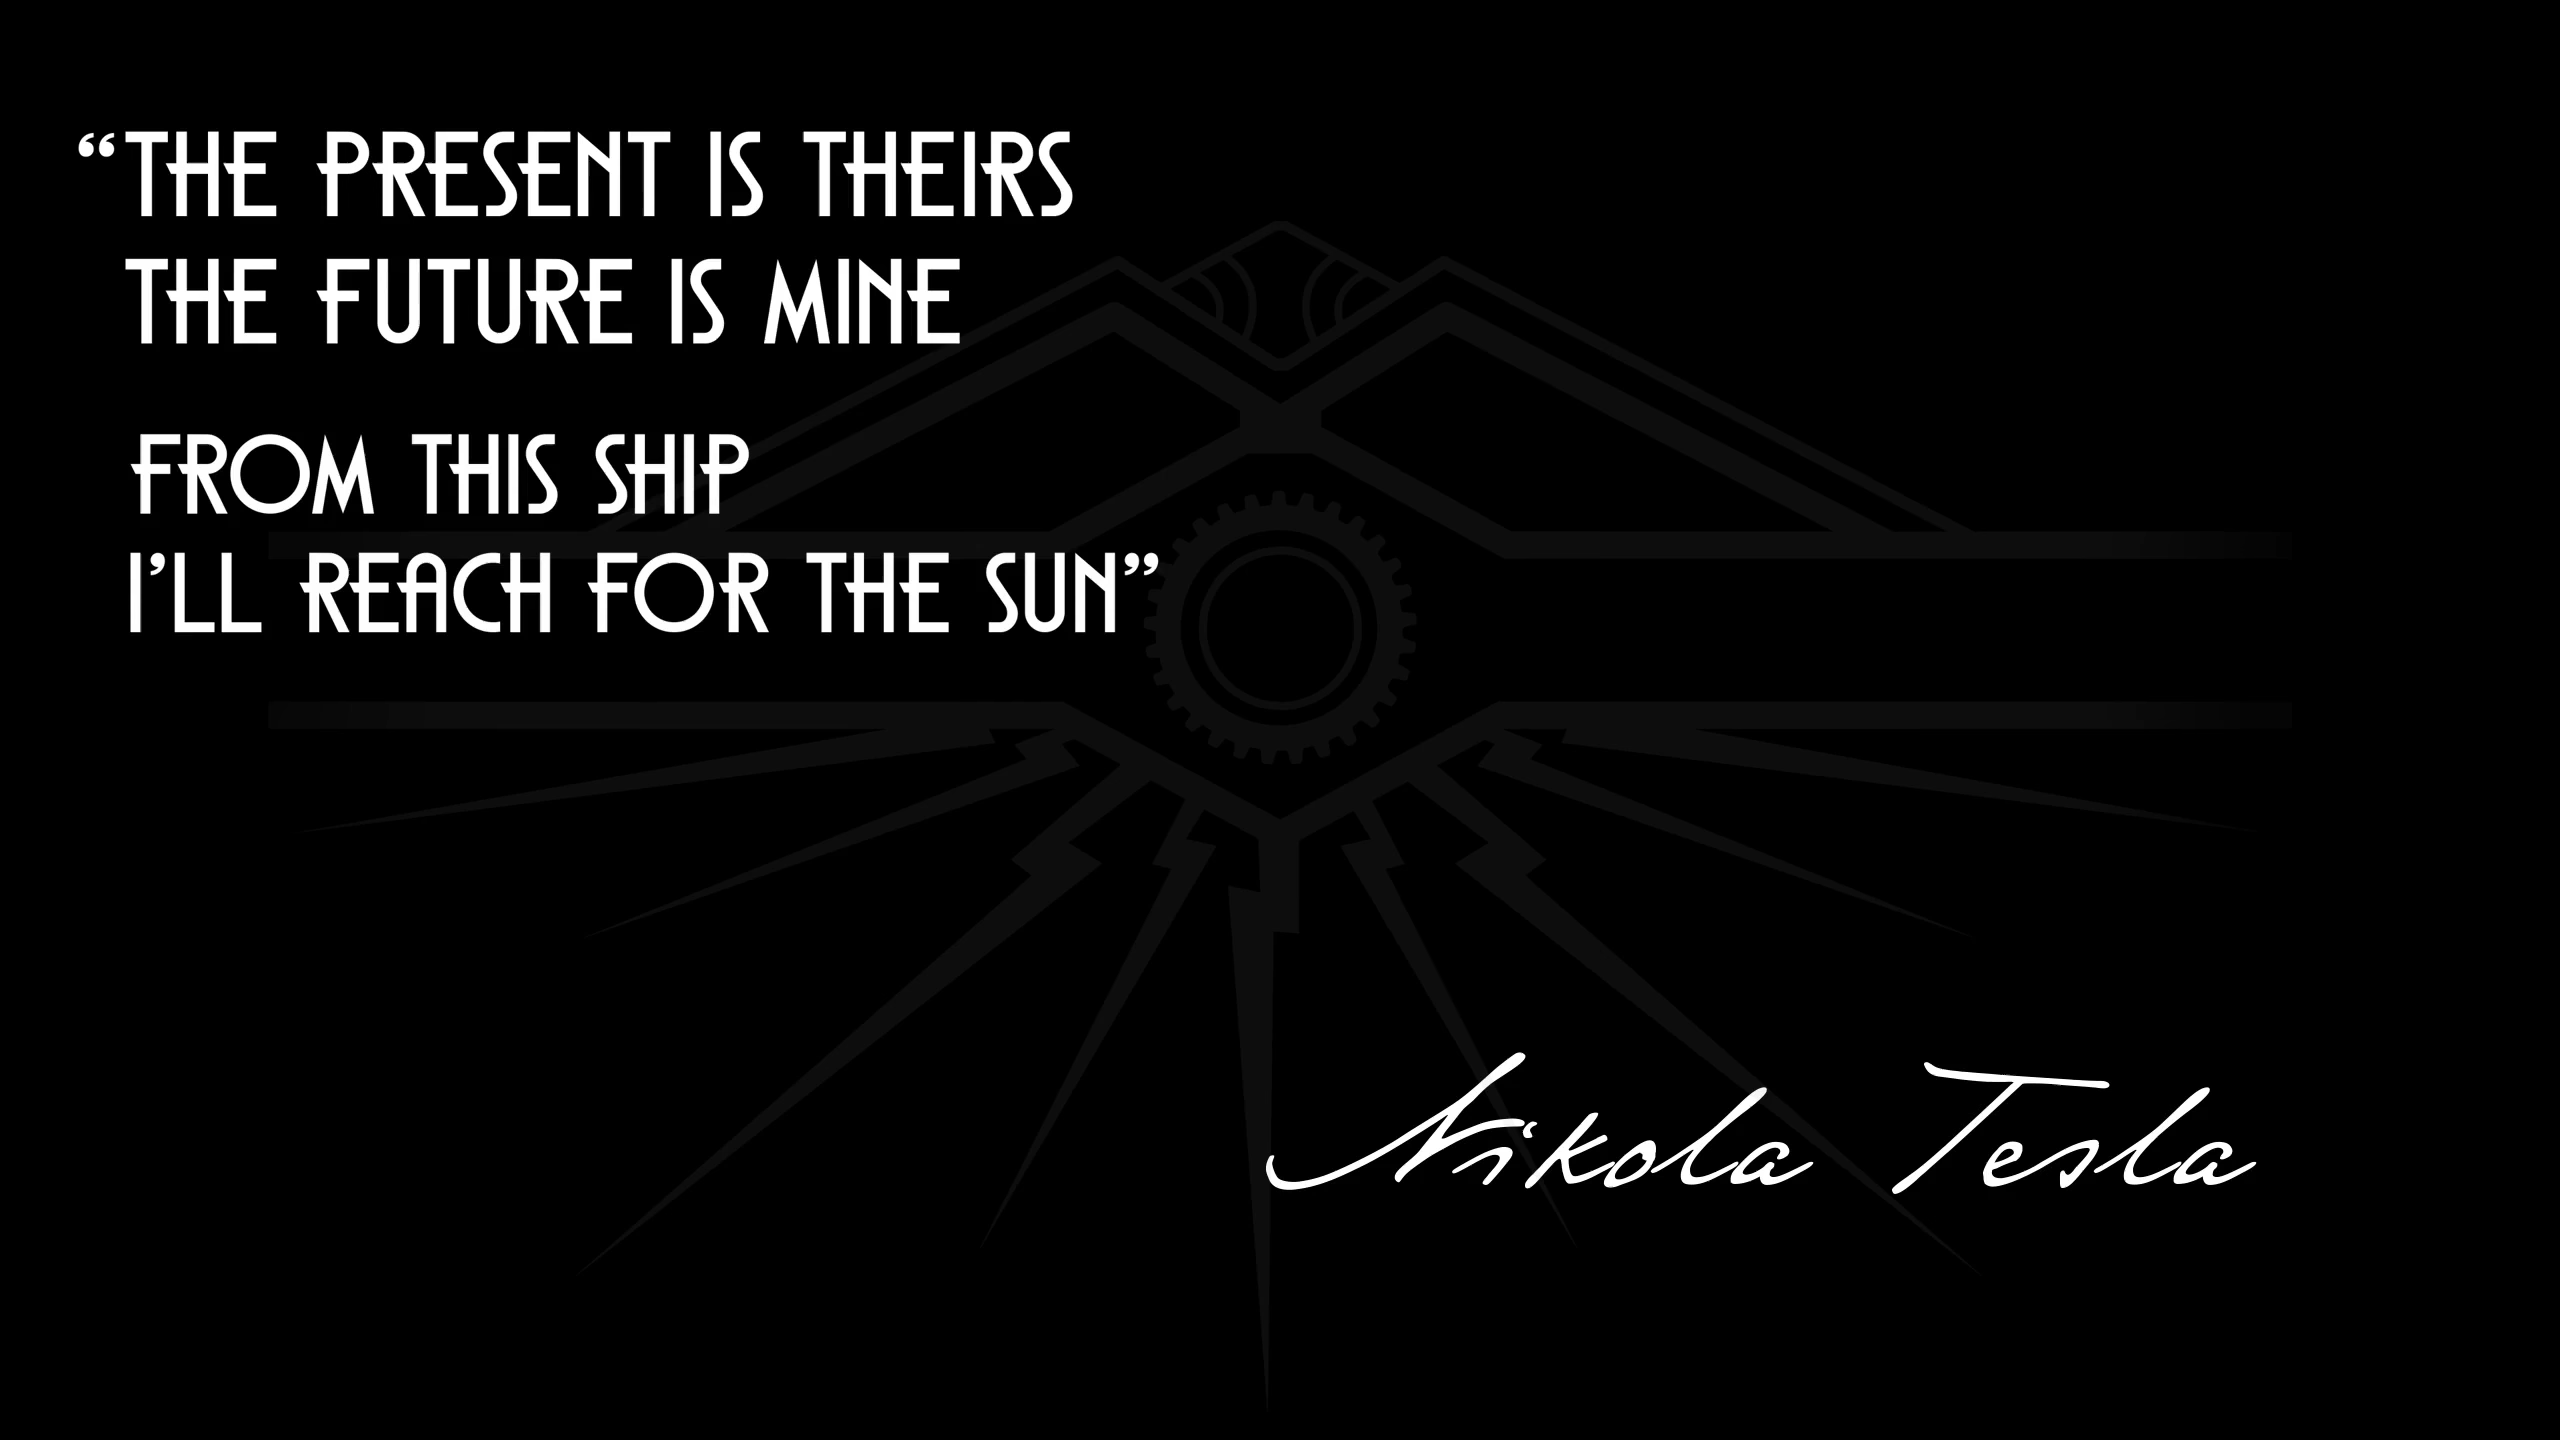 “THE PRESENT IS THEIRS
THE FUTURE IS MINE
FROM THIS SHIP
I’LL REACH FOR THE SUN”
Nikola Tesla